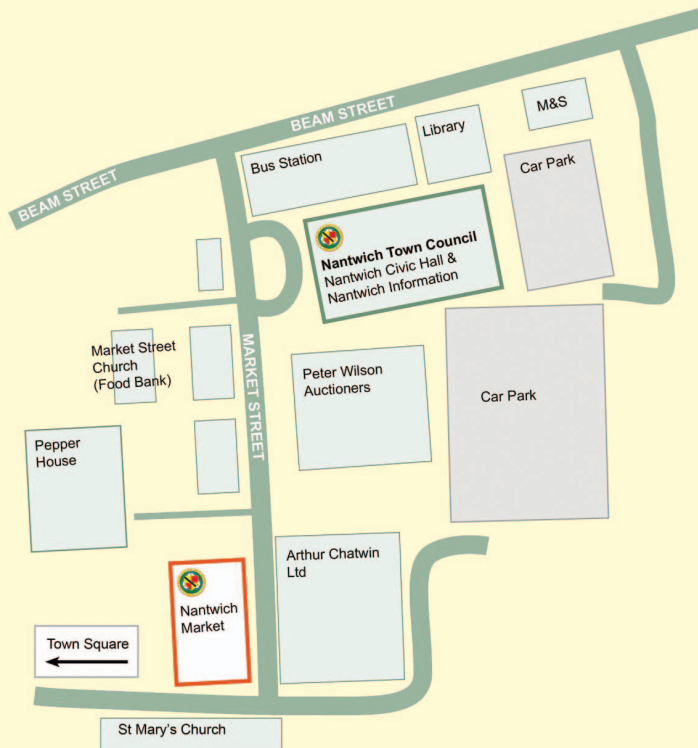 BEAM STREET
BEAM STREET
M&S
Library
Bus Station
Car Park
Nantwich Town Council
Nantwich Civic Hall &
Nantwich Information
MARKET STREET
Market Street
Church
(Food Bank)
Peter Wilson
Auctioners
Car Park
Pepper
House
Arthur Chatwin
Ltd
Nantwich
Market
Town Square
St Mary's Church